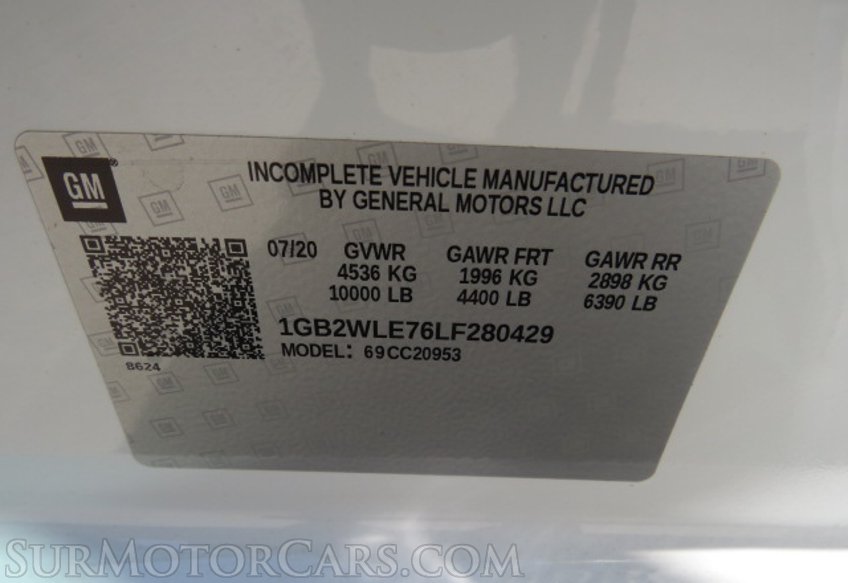 GM
INCOMPLETE VEHICLE MANUFACTURED
BY GENERAL MOTORS LLC
07/20 GVWR GAWR FRT GAWR RR
4536 KG 1996 KG 2898 KG
10000 LB 4400 LB 6390 LB
1GB2WLE76LF280429
MODEL: 69CC20953
8624
SurMotorCars.com